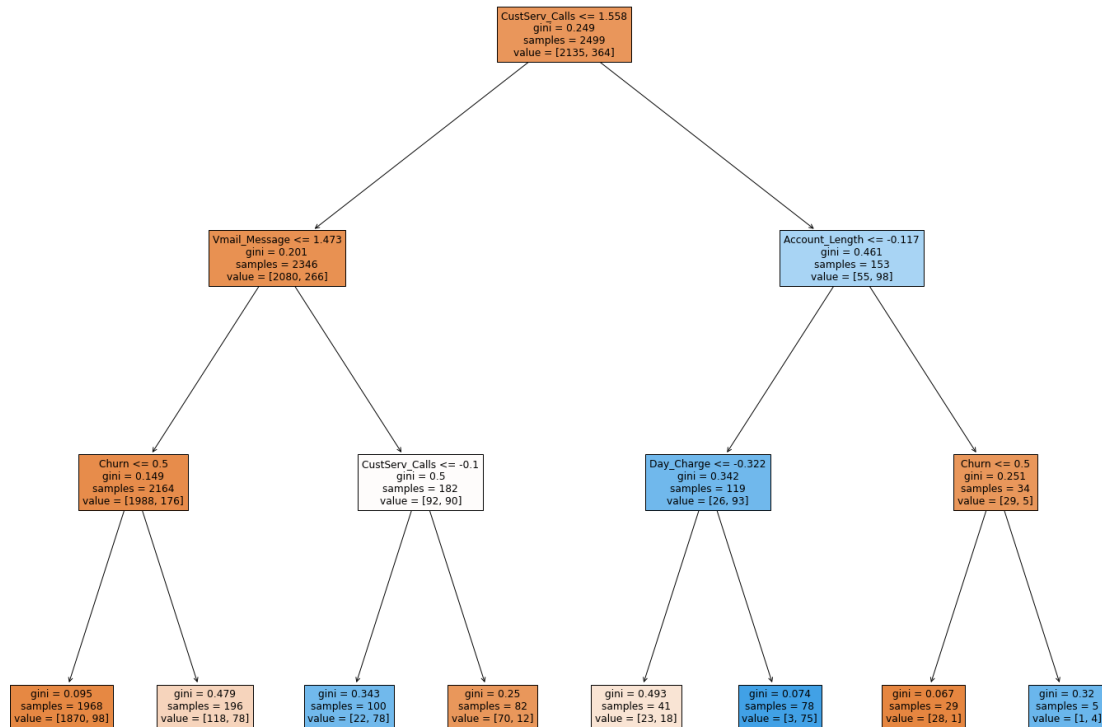 CustServ_Calls <= 1.558
gini = 0.249
samples = 2499
value = [2135, 364]
Vmail_Message <= 1.473
gini = 0.201
samples = 2346
value = [2080, 266]
Account_Length <= -0.117
gini = 0.461
samples = 153
value = [55, 98]
Churn <= 0.5
gini = 0.149
samples = 2164
value = [1988, 176]
CustServ_Calls <= -0.1
gini = 0.5
samples = 182
value = [92, 90]
Day_Charge <= -0.322
gini = 0.342
samples = 119
value = [26, 93]
Churn <= 0.5
gini = 0.251
samples = 34
value = [29, 5]
gini = 0.095
samples = 1968
value = [1870, 98]
gini = 0.479
samples = 196
value = [118, 78]
gini = 0.343
samples = 100
value = [22, 78]
gini = 0.25
samples = 82
value = [70, 12]
gini = 0.493
samples = 41
value = [23, 18]
gini = 0.074
samples = 78
value = [3, 75]
gini = 0.067
samples = 29
value = [28, 1]
gini = 0.32
samples = 5
value = [1, 4]